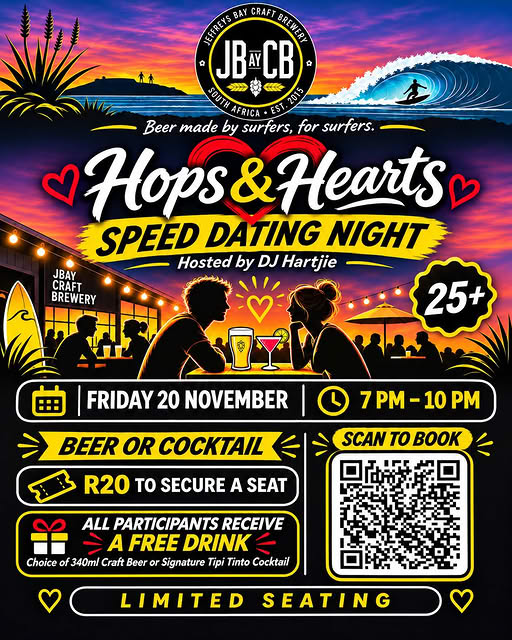 JEFFREYS BAY CRAFT BREWERY
JB AY CB
SOUTH AFRICA • EST. 2015
Beer made by surfers, for surfers.
Hops & Hearts
SPEED DATING NIGHT
Hosted by DJ Hartjie
JBAY
CRAFT
BREWERY
25+
FRIDAY 20 NOVEMBER
7 PM – 10 PM
BEER OR COCKTAIL
R20 TO SECURE A SEAT
ALL PARTICIPANTS RECEIVE
A FREE DRINK
Choice of 340ml Craft Beer or Signature Tipi Tinto Cocktail
SCAN TO BOOK
LIMITED SEATING